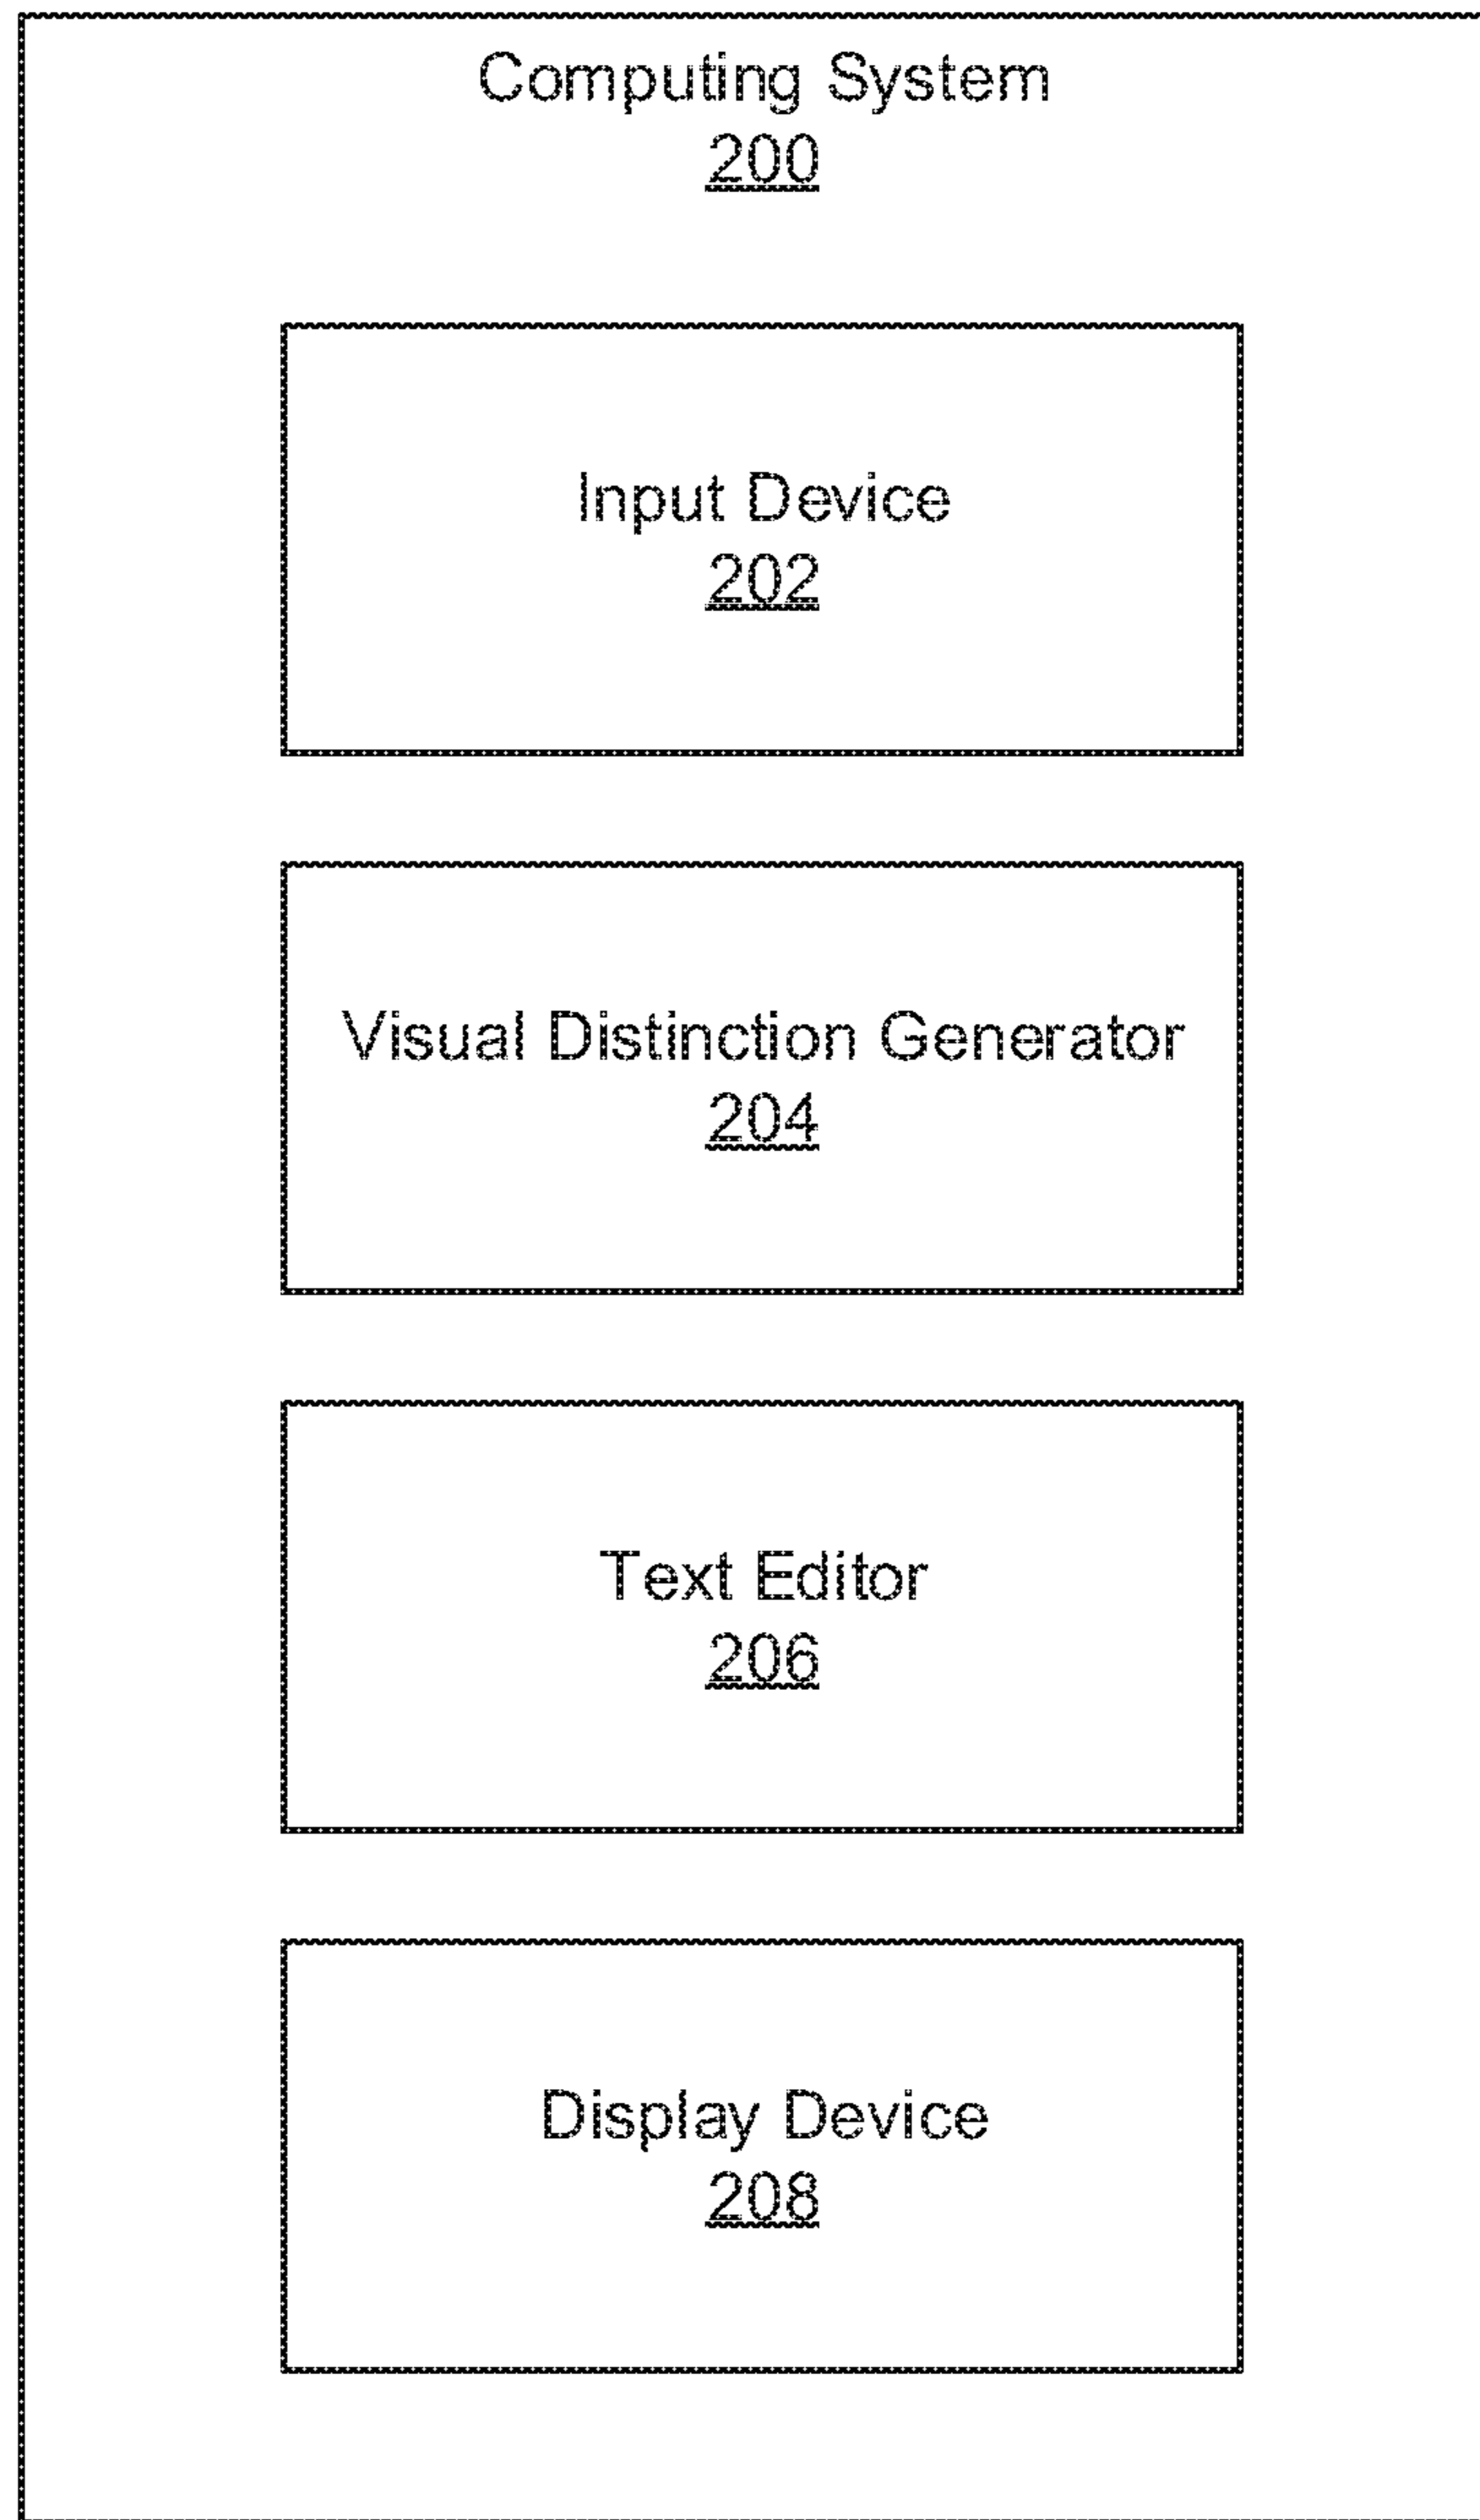 Computing System
200
Input Device
202
Visual Distinction Generator
204
Text Editor
206
Display Device
208